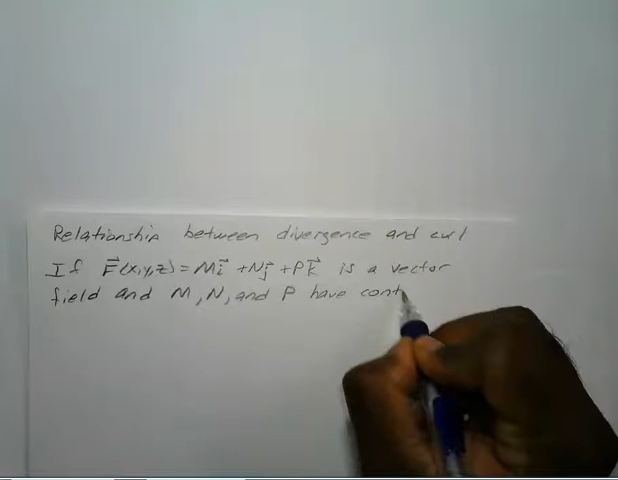 Relationship between divergence and curl
If F⃗(x,y,z) = Mi⃗ + Nj⃗ + Pk⃗ is a vector
field and M, N, and P have cont